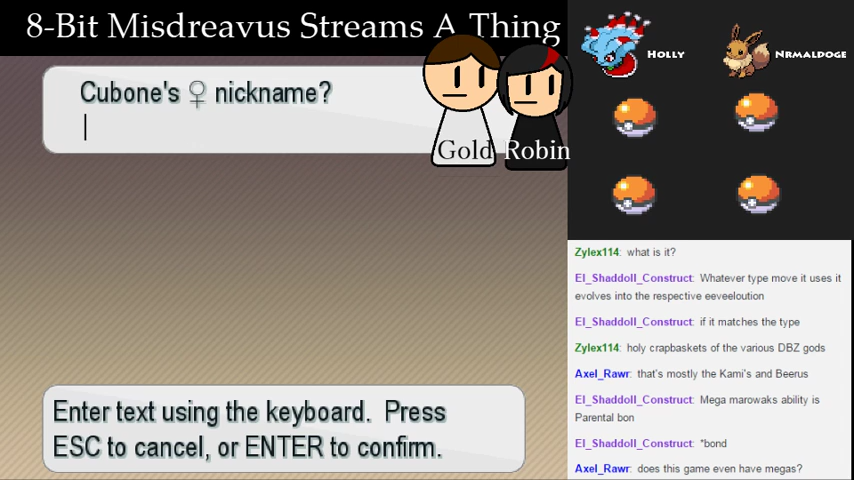 8-Bit Misdreavus Streams A Thing
Cubone's ♀ nickname?
Gold Robin
Enter text using the keyboard. Press
ESC to cancel, or ENTER to confirm.
Holly
Nrmaldoge
Zylex114: what is it?
El_Shaddoll_Construct: Whatever type move it uses it
evolves into the respective eeveeloution
El_Shaddoll_Construct: if it matches the type
Zylex114: holy crapbaskets of the various DBZ gods
Axel_Rawr: that's mostly the Kami's and Beerus
El_Shaddoll_Construct: Mega marowaks ability is
Parental bon
El_Shaddoll_Construct: *bond
Axel_Rawr: does this game even have megas?